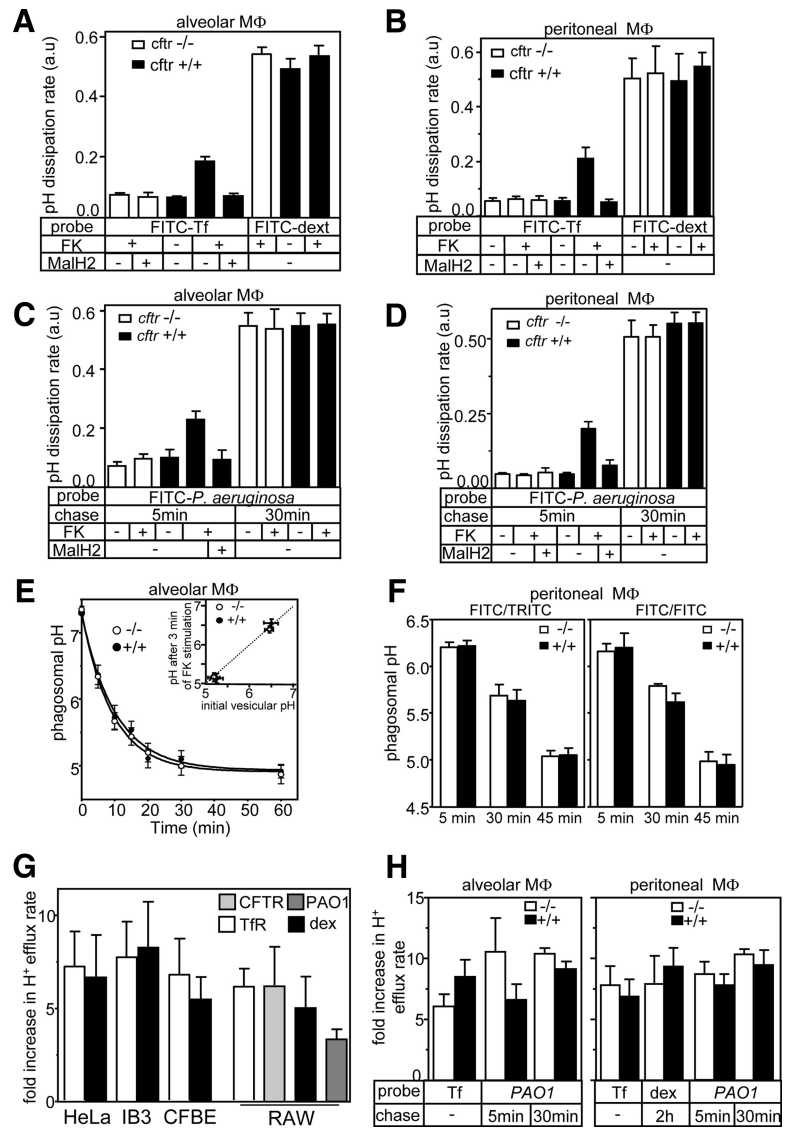 A
alveolar MΦ
pH dissipation rate (a.u)
0.6
0.4
0.2
0.0
cftr -/-
cftr +/+
probe FITC-Tf FITC-dext
FK + - + + - +
MalH2 - + - - + -
B
peritoneal MΦ
pH dissipation rate (a.u)
0.6
0.4
0.2
0.0
cftr -/-
cftr +/+
probe FITC-Tf FITC-dext
FK - + - + - + - +
MalH2 - - + - - + -
C
alveolar MΦ
pH dissipation rate (a.u)
0.6
0.4
0.2
0.0
cftr -/-
cftr +/+
probe FITC-P. aeruginosa
chase 5min 30min
FK - + - + - + - +
MalH2 - + -
D
peritoneal MΦ
pH dissipation rate (a.u)
0.50
0.25
0.00
cftr -/-
cftr +/+
probe FITC-P. aeruginosa
chase 5min 30min
FK - + - + - + - +
MalH2 - + - + -
E
alveolar MΦ
phagosomal pH
7
6
5
0 10 20 30 40 50 60
Time (min)
-/-
+/+
pH after 3 min
of FK stimulation
7
6
5
5 6 7
initial vesicular pH
-/-
+/+
F
peritoneal MΦ
FITC/TRITC FITC/FITC
phagosomal pH
6.5
6.0
5.5
5.0
4.5
-/-
+/+
-/-
+/+
5 min 30 min 45 min 5 min 30 min 45 min
G
fold increase in H⁺ efflux rate
10
5
0
CFTR PAO1
TfR dex
HeLa IB3 CFBE RAW
H
alveolar MΦ peritoneal MΦ
fold increase in H⁺
efflux rate
15
10
5
0
-/-
+/+
-/-
+/+
probe Tf PAO1 Tf dex PAO1
chase - 5min 30min - 2h 5min 30min